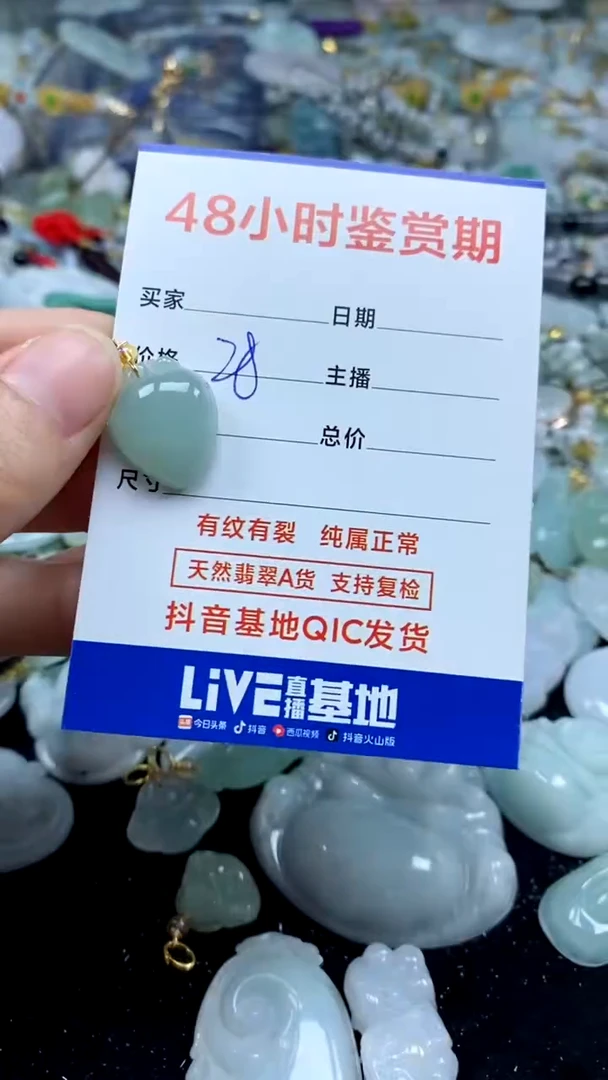 48小时鉴赏期
买家 日期
价格 28 主播
总价
尺寸
有纹有裂 纯属正常
天然翡翠A货 支持复检
抖音基地QIC发货
LiVE直播基地
今日头条 抖音 西瓜视频 抖音火山版